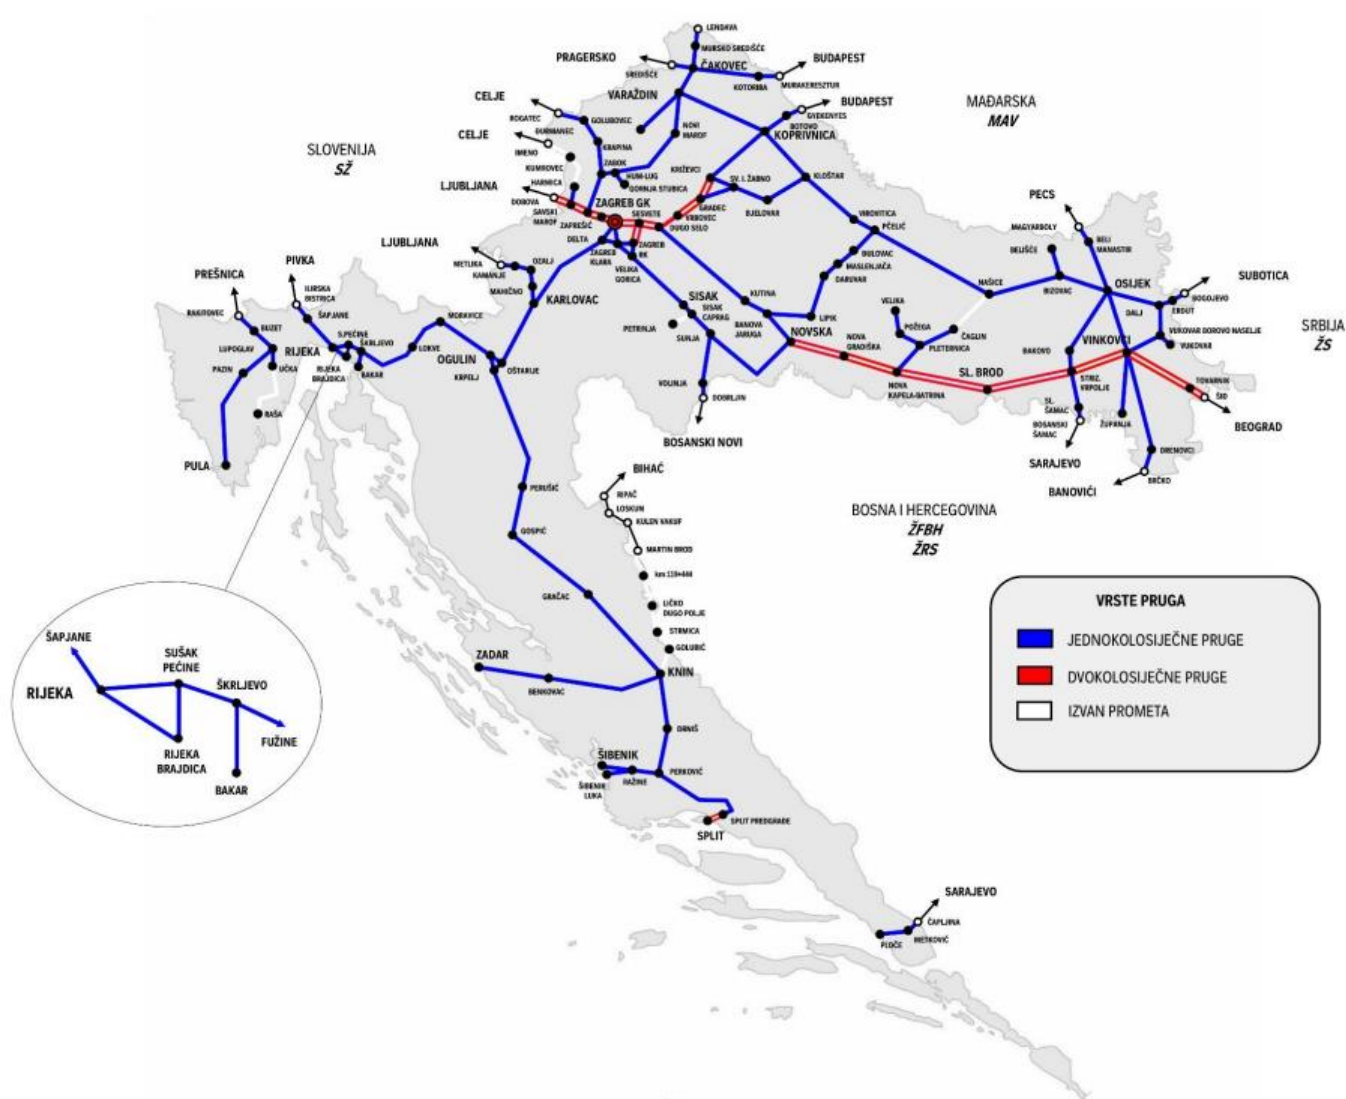 LENDAVA
MURSKO SREDIŠĆE
PRAGERSKO
BUDAPEST
SREDIŠĆE
ČAKOVEC
KOTORIBA
MURAKERESZTUR
CELJE
VARAŽDIN
BUDAPEST
MAĐARSKA
MAV
ROGATEC
GOLUBOVEC
GYEKENYES
BOTOVO
ĐURMANEC
NOVI
MAROF
KOPRIVNICA
CELJE
KRAPINA
SLOVENIJA
SŽ
IMENO
ZABOK
KUMROVEC
HUM-LUG
KRIŽEVCI
SV. I. ŽABNO
KLOŠTAR
HARMICA
GORNJA STUBICA
LJUBLJANA
DOBOVA
ZAGREB GK
GRADEC
BJELOVAR
PECS
SAVSKI
MAROF
SESVETE
VRBOVEC
ZAPREŠIĆ
DUGO SELO
VIROVITICA
MAGYARBOLY
PČELIĆ
DELTA
ZAGREB
KLARA
ZAGREB
RK
BELIŠĆE
BELI
MANASTIR
LJUBLJANA
VELIKA
GORICA
ĐULOVAC
METLIKA
OZALJ
MASLENJAČA
KAMANJE
DARUVAR
SUBOTICA
PIVKA
MAHIČNO
NAŠICE
OSIJEK
BIZOVAC
BOGOJEVO
PREŠNICA
ILIRSKA
BISTRICA
KARLOVAC
SISAK
KUTINA
VELIKA
DALJ
ERDUT
RAKITOVEC
ŠAPJANE
MORAVICE
SISAK
CAPRAG
BANOVA
JARUGA
LIPIK
SRBIJA
ŽS
BUZET
S.PEĆINE
PETRINJA
POŽEGA
ČAGLIN
VUKOVAR BOROVO NASELJE
ŠKRLJEVO
SUNJA
NOVSKA
VINKOVCI
VUKOVAR
LUPOGLAV
RIJEKA
LOKVE
NOVA
GRADIŠKA
PLETERNICA
ĐAKOVO
PAZIN
UČKA
RIJEKA
BRAJDICA
BAKAR
OGULIN
KRPELJ
OŠTARIJE
SL. BROD
STRIZ.
VRPOLJE
TOVARNIK
VOLINJA
NOVA
KAPELA-BATRINA
ŠID
RAŠA
DOBRLJIN
SL.
ŠAMAC
ŽUPANJA
BOSANSKI
ŠAMAC
BEOGRAD
BOSANSKI NOVI
DRENOVCI
PULA
SARAJEVO
BIHAĆ
BRČKO
PERUŠIĆ
BANOVIĆI
RIPAČ
LOSKUN
BOSNA I HERCEGOVINA
ŽFBH
ŽRS
KULEN VAKUF
GOSPIĆ
MARTIN BROD
km 119+444
GRAČAC
LIČKO
DUGO POLJE
VRSTE PRUGA
STRMICA
JEDNOKOLOSIJEČNE PRUGE
DVOKOLOSIJEČNE PRUGE
IZVAN PROMETA
GOLUBIĆ
ŠAPJANE
SUŠAK
PEĆINE
ZADAR
KNIN
ŠKRLJEVO
RIJEKA
BENKOVAC
FUŽINE
DRNIŠ
RIJEKA
BRAJDICA
BAKAR
ŠIBENIK
ŠIBENIK
LUKA
RAŽINE
PERKOVIĆ
SPLIT PREDGRAĐE
SPLIT
SARAJEVO
ČAPLJINA
PLOČE
METKOVIĆ